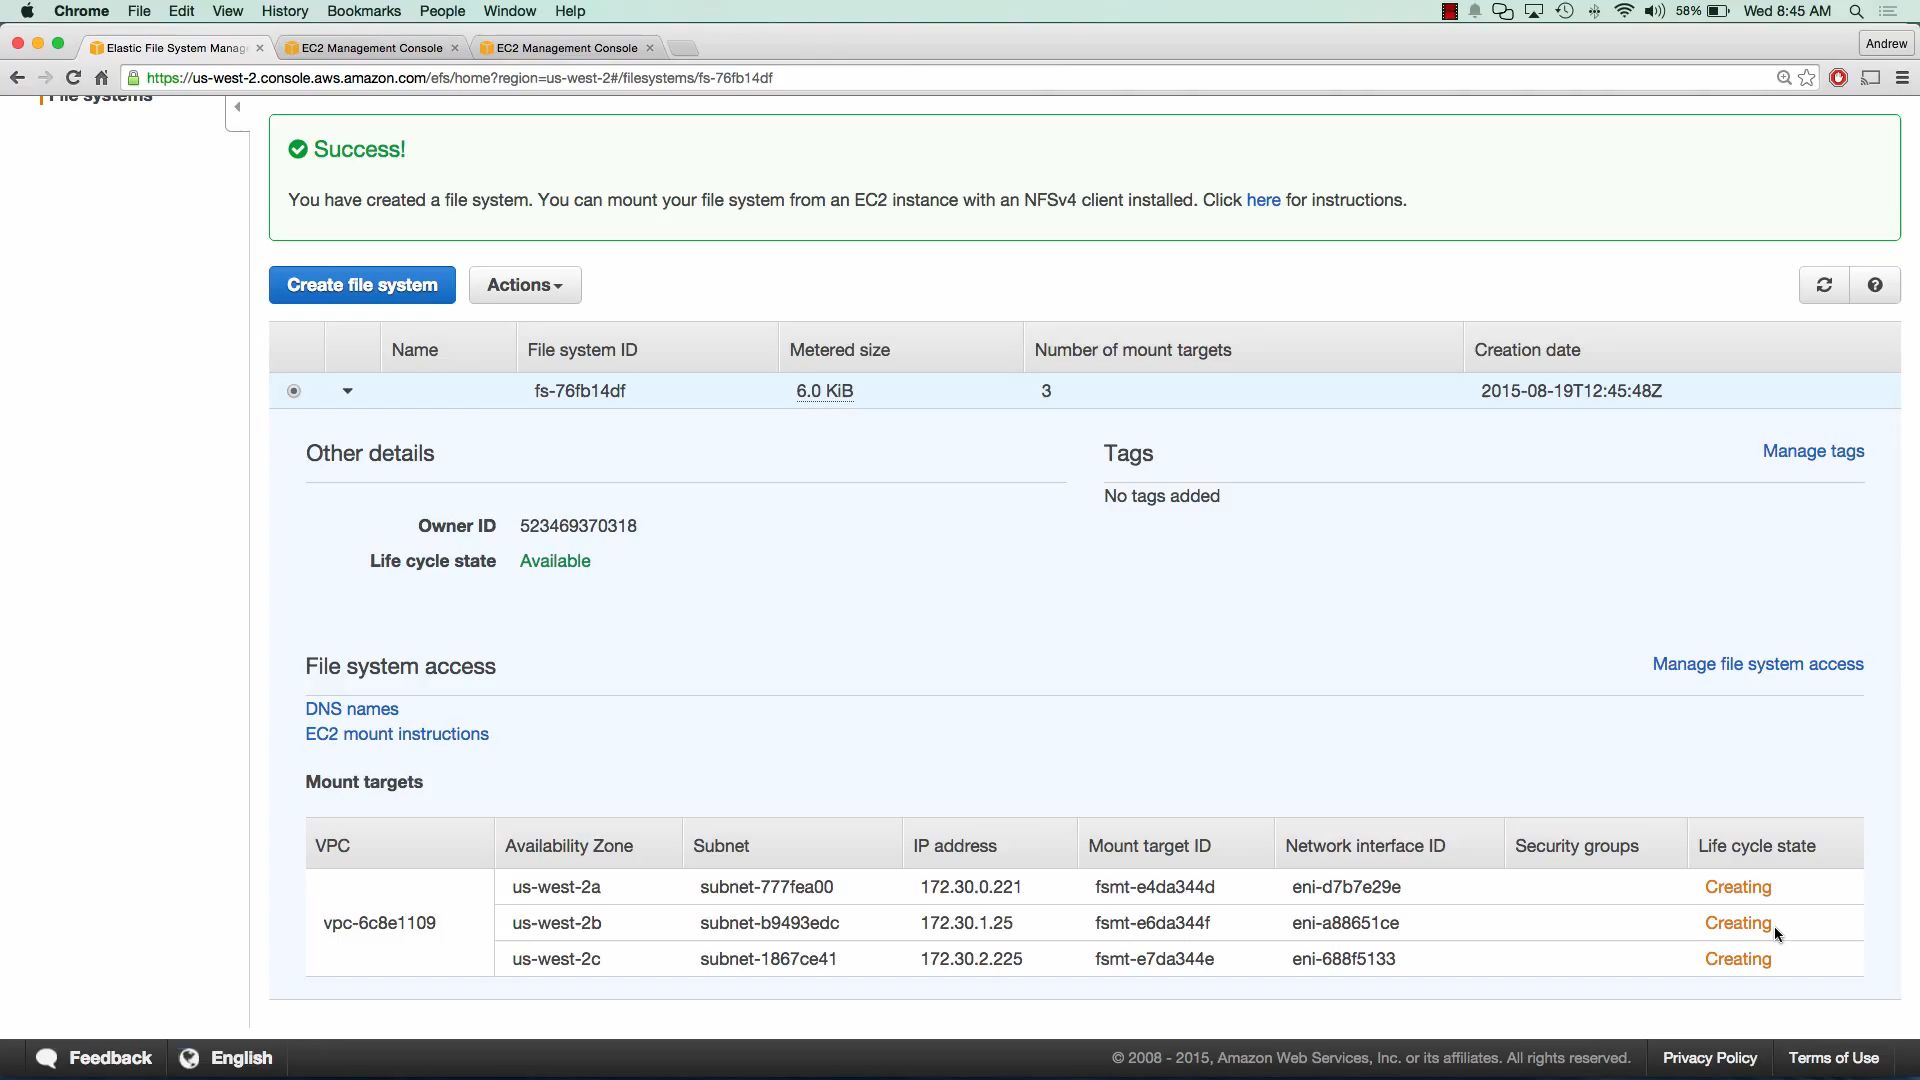 Chrome File Edit View History Bookmarks People Window Help 58% Wed 8:45 AM
Elastic File System Manag EC2 Management Console EC2 Management Console Andrew
https://us-west-2.console.aws.amazon.com/efs/home?region=us-west-2#/filesystems/fs-76fb14df
File systems
Success!
You have created a file system. You can mount your file system from an EC2 instance with an NFSv4 client installed. Click here for instructions.
Create file system Actions
Name File system ID Metered size Number of mount targets Creation date
fs-76fb14df 6.0 KiB 3 2015-08-19T12:45:48Z
Other details Tags Manage tags
No tags added
Owner ID 523469370318
Life cycle state Available
File system access Manage file system access
DNS names
EC2 mount instructions
Mount targets
VPC Availability Zone Subnet IP address Mount target ID Network interface ID Security groups Life cycle state
us-west-2a subnet-777fea00 172.30.0.221 fsmt-e4da344d eni-d7b7e29e Creating
vpc-6c8e1109 us-west-2b subnet-b9493edc 172.30.1.25 fsmt-e6da344f eni-a88651ce Creating
us-west-2c subnet-1867ce41 172.30.2.225 fsmt-e7da344e eni-688f5133 Creating
Feedback English © 2008 - 2015, Amazon Web Services, Inc. or its affiliates. All rights reserved. Privacy Policy Terms of Use